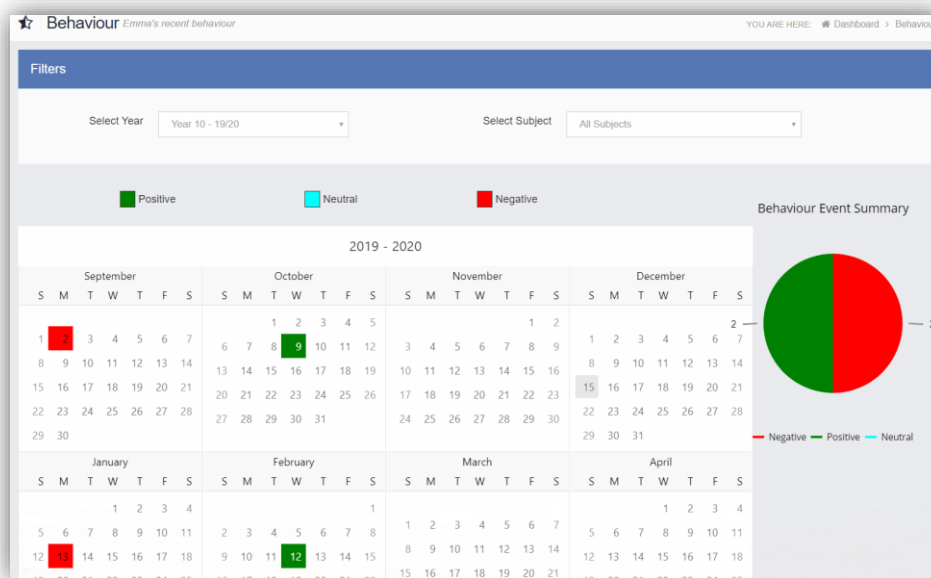 Behaviour Emma's recent behaviour
YOU ARE HERE: Dashboard > Behaviou
Filters
Select Year Year 10 - 19/20 Select Subject All Subjects
Positive Neutral Negative
Behaviour Event Summary
2019 - 2020
September October November December
S M T W T F S S M T W T F S S M T W T F S S M T W T F S
1 2 3 4 5 1 2
1 2 3 4 5 6 7 6 7 8 9 10 11 12 3 4 5 6 7 8 9 1 2 3 4 5 6 7
8 9 10 11 12 13 14 13 14 15 16 17 18 19 10 11 12 13 14 15 16 8 9 10 11 12 13 14
15 16 17 18 19 20 21 20 21 22 23 24 25 26 17 18 19 20 21 22 23 15 16 17 18 19 20 21
22 23 24 25 26 27 28 27 28 29 30 31 24 25 26 27 28 29 30 22 23 24 25 26 27 28
29 30 29 30 31
2 2
Negative Positive Neutral
January February March April
S M T W T F S S M T W T F S S M T W T F S S M T W T F S
1 2 3 4 1 1 2 3 4
5 6 7 8 9 10 11 2 3 4 5 6 7 8 1 2 3 4 5 6 7 5 6 7 8 9 10 11
12 13 14 15 16 17 18 9 10 11 12 13 14 15 8 9 10 11 12 13 14 12 13 14 15 16 17 18
15 16 17 18 19 20 21